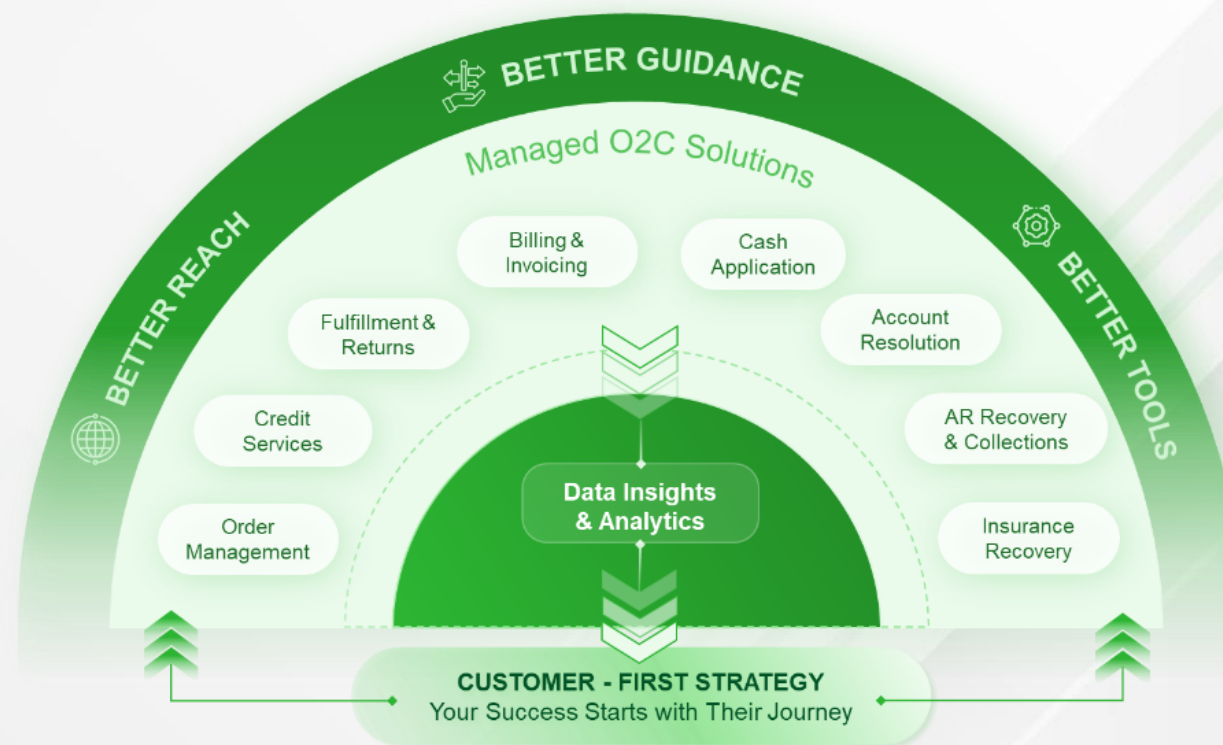 BETTER REACH
BETTER GUIDANCE
BETTER TOOLS
Managed O2C Solutions
Order
Management
Credit
Services
Fulfillment &
Returns
Billing &
Invoicing
Cash
Application
Account
Resolution
AR Recovery
& Collections
Insurance
Recovery
Data Insights
& Analytics
CUSTOMER - FIRST STRATEGY
Your Success Starts with Their Journey